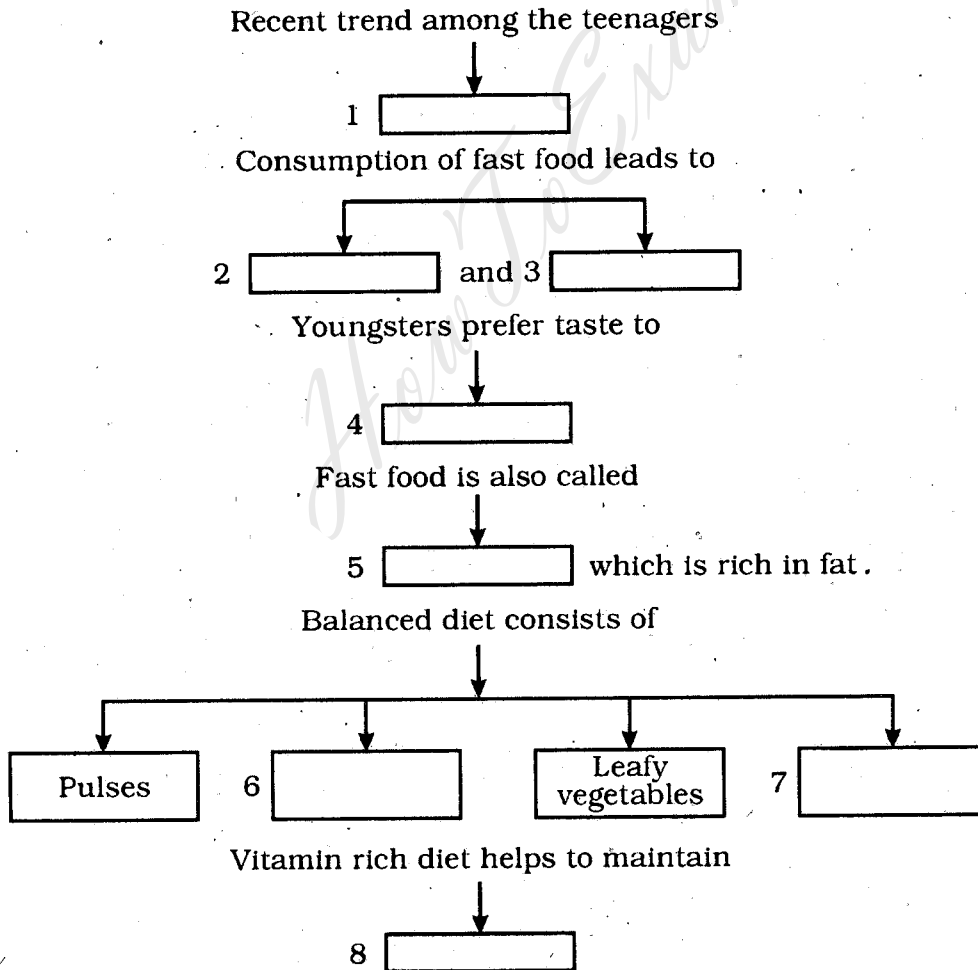 Recent trend among the teenagers
1
Consumption of fast food leads to
2 and 3
Youngsters prefer taste to
4
Fast food is also called
5 which is rich in fat.
Balanced diet consists of
Pulses 6 Leafy vegetables 7
Vitamin rich diet helps to maintain
8